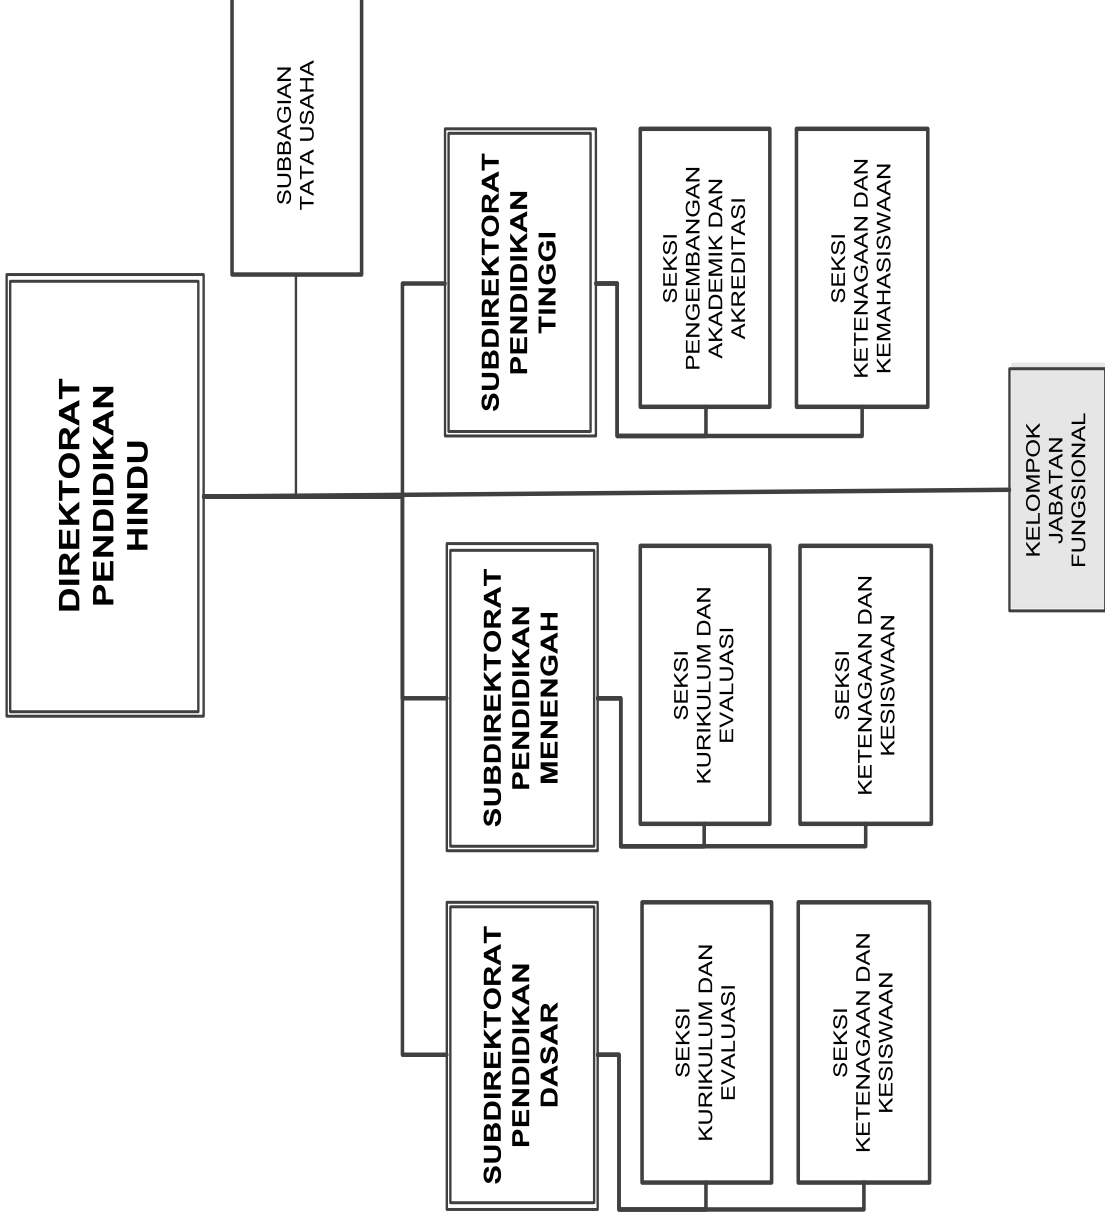 DIREKTORAT
PENDIDIKAN
HINDU
SUBBAGIAN
TATA USAHA
SUBDIREKTORAT
PENDIDIKAN
DASAR
SUBDIREKTORAT
PENDIDIKAN
MENENGAH
SUBDIREKTORAT
PENDIDIKAN
TINGGI
SEKSI
KURIKULUM DAN
EVALUASI
SEKSI
KURIKULUM DAN
EVALUASI
SEKSI
PENGEMBANGAN
AKADEMIK DAN
AKREDITASI
SEKSI
KETENAGAAN DAN
KESISWAAN
SEKSI
KETENAGAAN DAN
KESISWAAN
SEKSI
KETENAGAAN DAN
KEMAHASISWAAN
KELOMPOK
JABATAN
FUNGSIONAL